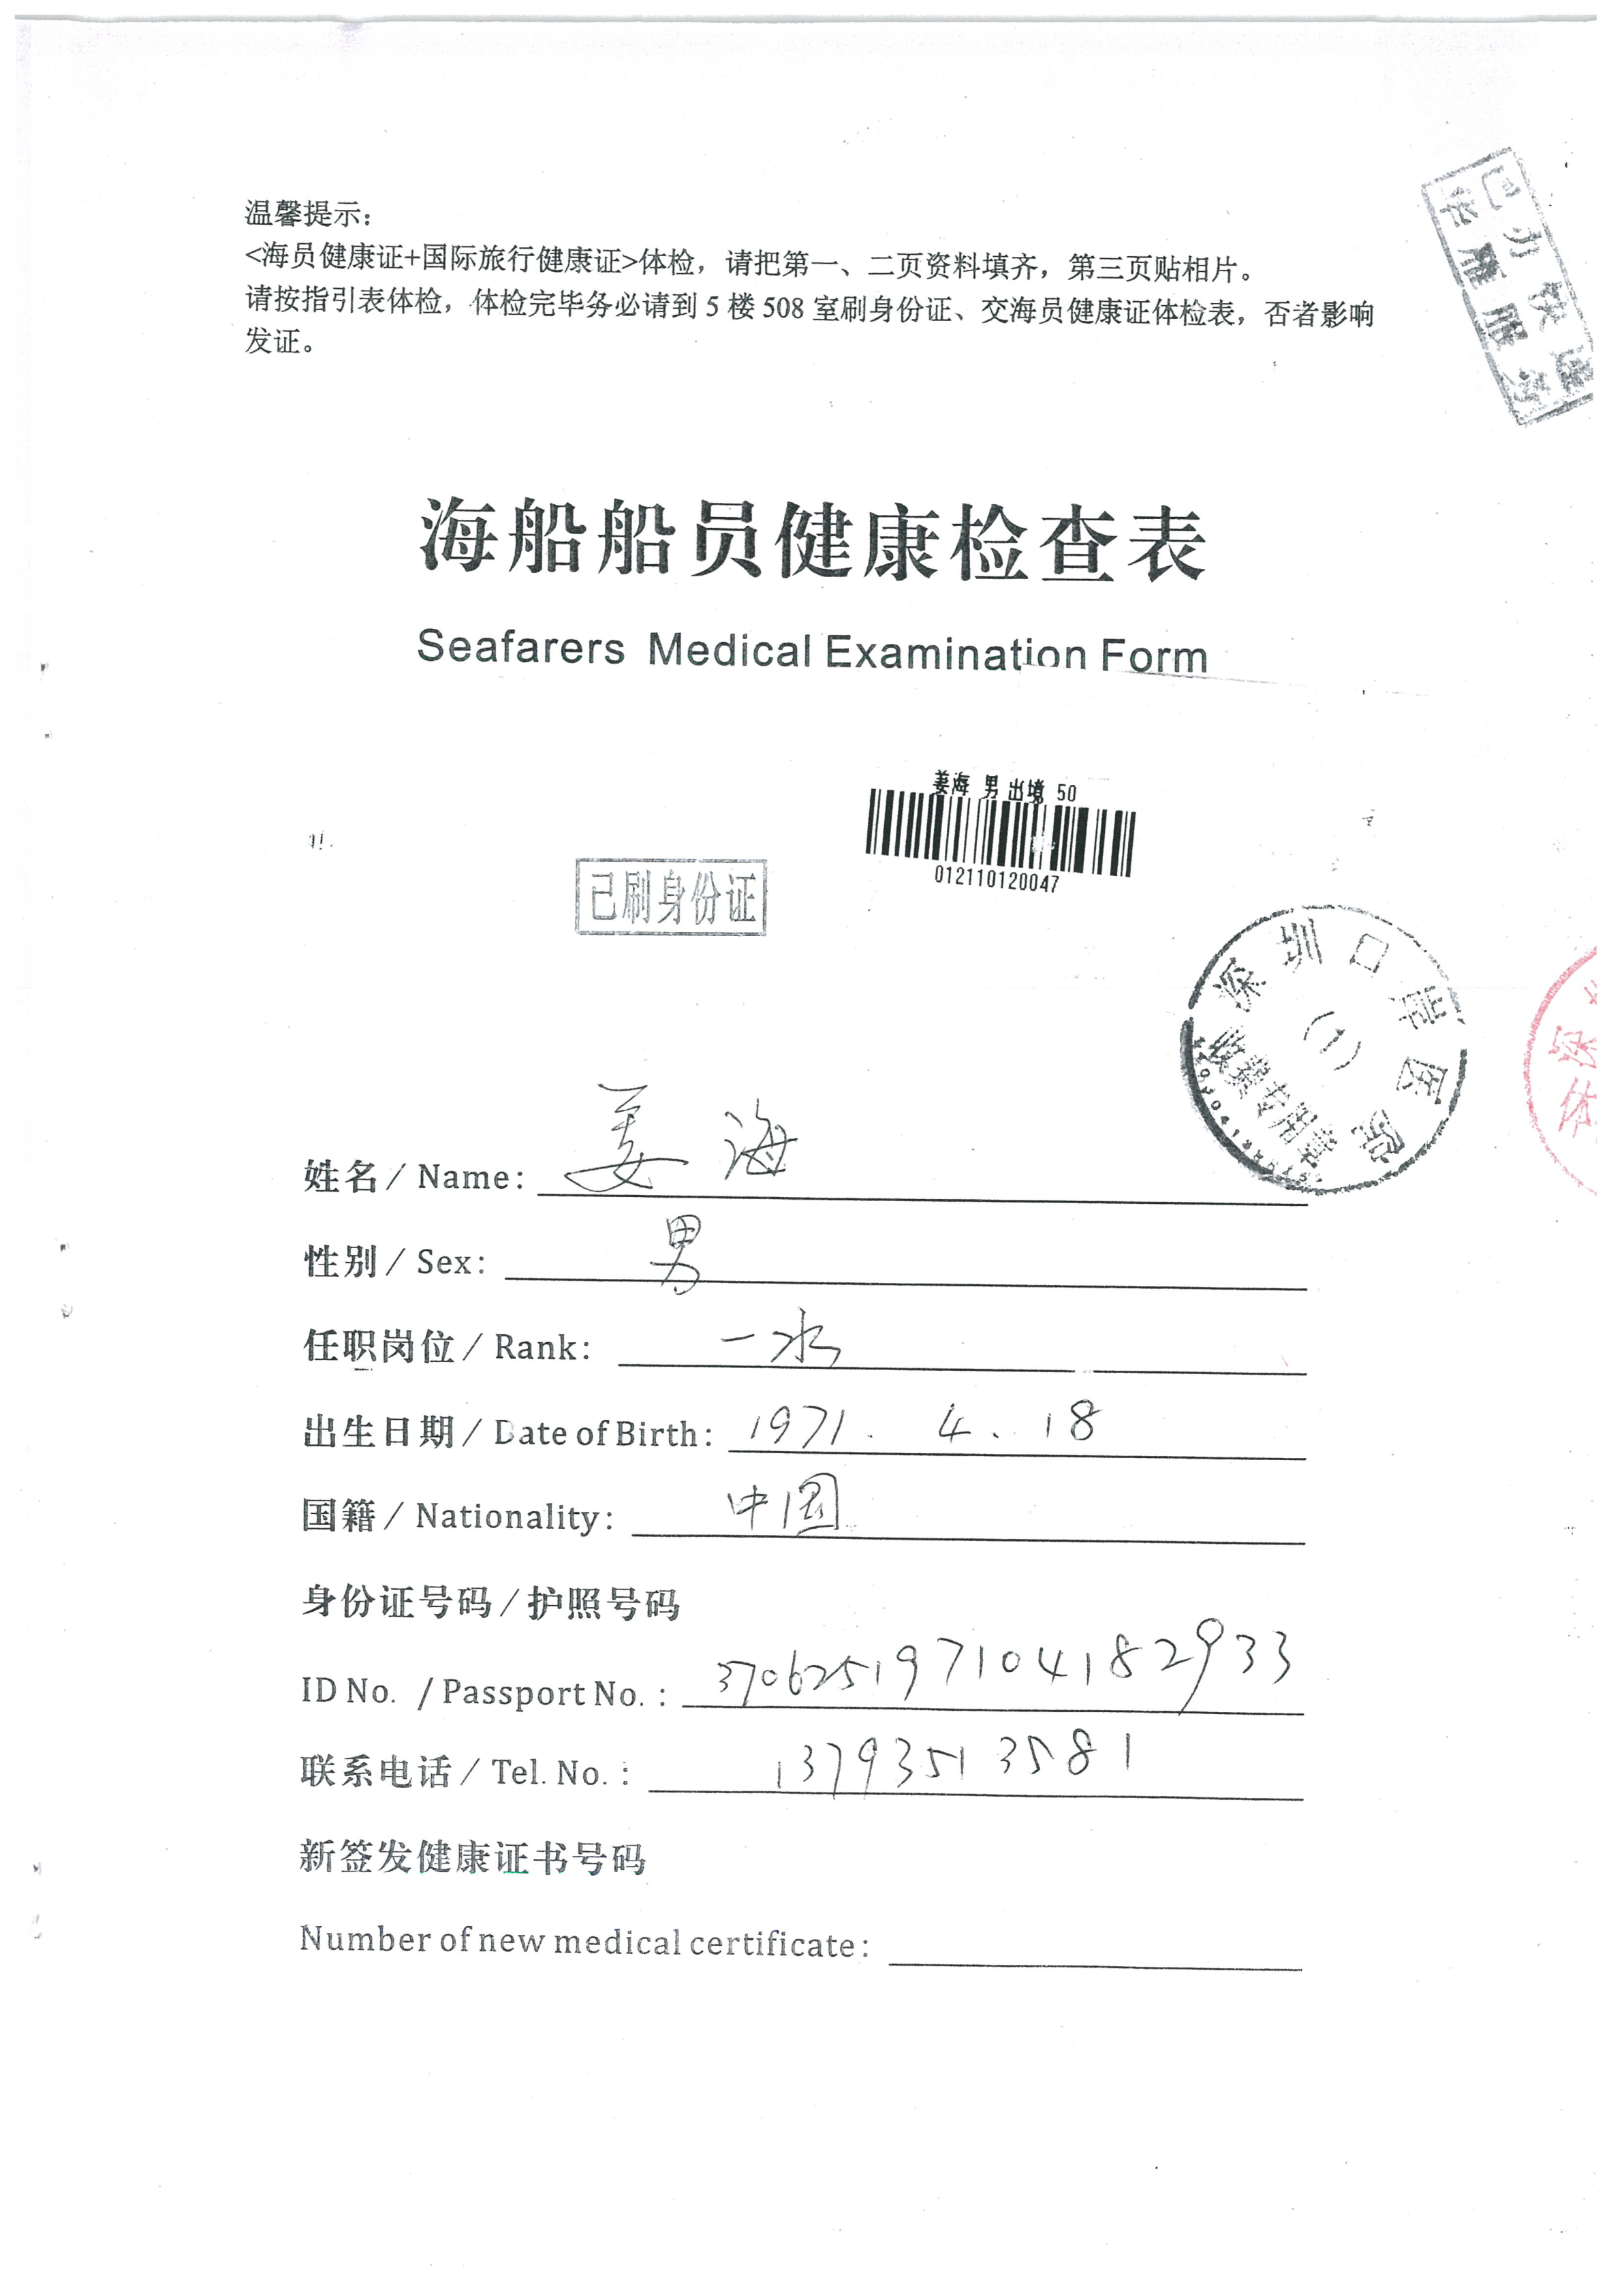 温馨提示：
<海员健康证+国际旅行健康证>体检，请把第一、二页资料填齐，第三页贴相片。
请按指引表体检，体检完毕务必请到 5 楼 508 室刷身份证、交海员健康证体检表，否者影响
发证。
已办快递
华雁服务
海船船员健康检查表
Seafarers Medical Examination Form
姜海 男 出境 50
012110120047
已刷身份证
深圳口岸医院
(1)
收费专用章
深
体
姓名 / Name: 姜海
性别 / Sex: 男
任职岗位 / Rank: 一水
出生日期 / Date of Birth: 1971. 4. 18
国籍 / Nationality: 中国
身份证号码 / 护照号码
ID No. / Passport No. : 370625197104182933
联系电话 / Tel. No. : 13793513581
新签发健康证书号码
Number of new medical certificate: